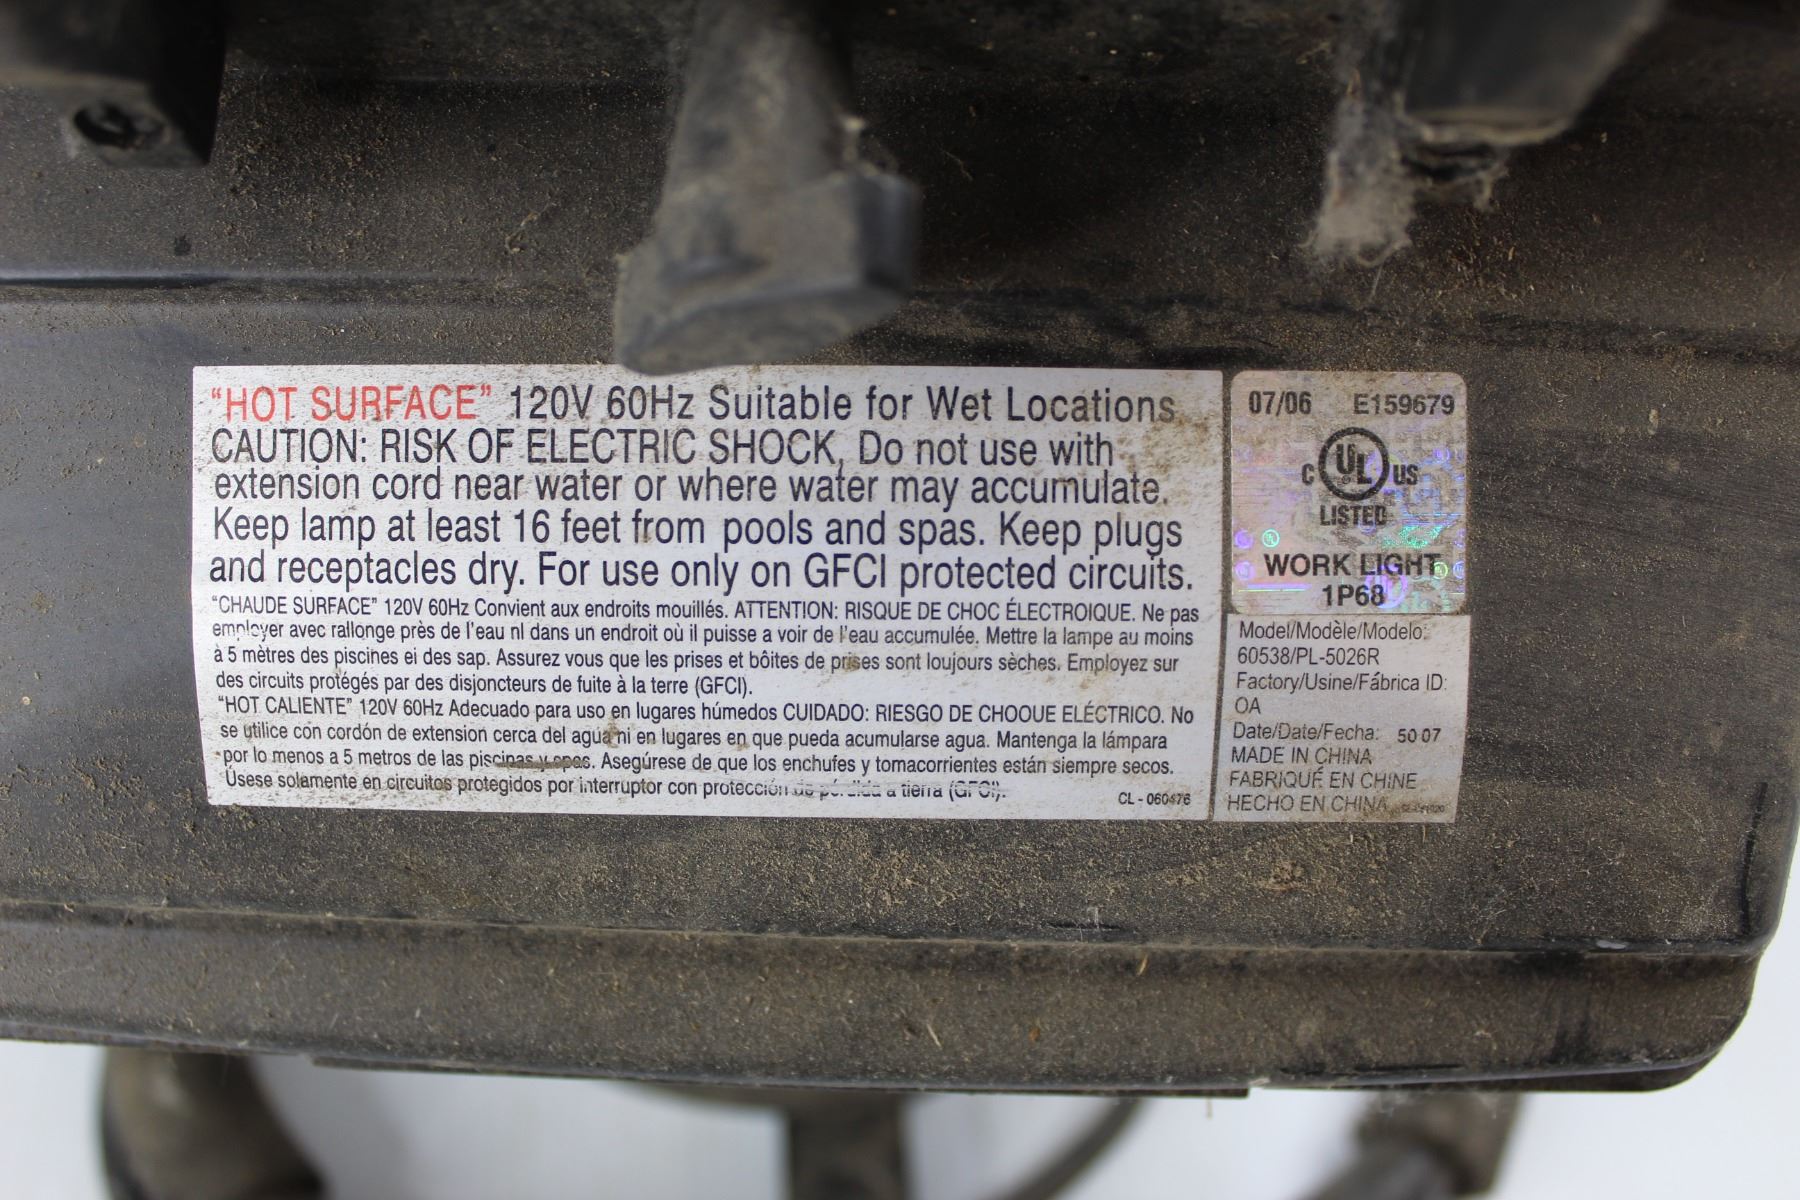 "HOT SURFACE" 120V 60Hz Suitable for Wet Locations
CAUTION: RISK OF ELECTRIC SHOCK, Do not use with
extension cord near water or where water may accumulate.
Keep lamp at least 16 feet from pools and spas. Keep plugs
and receptacles dry. For use only on GFCI protected circuits.
"CHAUDE SURFACE" 120V 60Hz Convient aux endroits mouillés. ATTENTION: RISQUE DE CHOC ÉLECTROIQUE. Ne pas
employer avec rallonge près de l'eau nl dans un endroit où il puisse a voir de l'eau accumulée. Mettre la lampe au moins
à 5 mètres des piscines ei des sap. Assurez vous que les prises et bôites de prises sont loujours sèches. Employez sur
des circuits protégés par des disjoncteurs de fuite à la terre (GFCI).
"HOT CALIENTE" 120V 60Hz Adecuado para uso en lugares húmedos CUIDADO: RIESGO DE CHOOUE ELÉCTRICO. No
se utilice con cordón de extension cerca del agua ni en lugares en que pueda acumularse agua. Mantenga la lámpara
por lo menos a 5 metros de las piscinas y spas. Asegúrese de que los enchufes y tomacorrientes están siempre secos.
Úsese solamente en circuitos protegidos por interruptor con protección de pérdida a tierra (GFCI).
CL - 060476
07/06 E159679
C UL US
LISTED
WORK LIGHT
1P68
Model/Modèle/Modelo:
60538/PL-5026R
Factory/Usine/Fábrica ID:
OA
Date/Date/Fecha: 50 07
MADE IN CHINA
FABRIQUÉ EN CHINE
HECHO EN CHINA